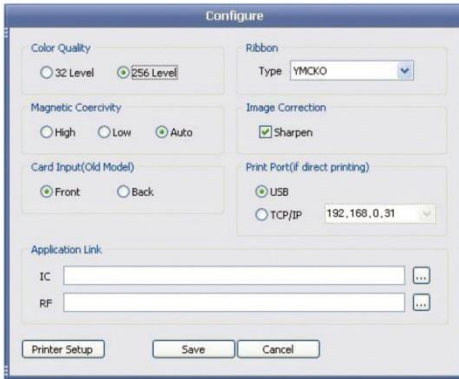 Configure
Color Quality
32 Level 256 Level
Ribbon
Type YMCKO
Magnetic Coercivity
High Low Auto
Image Correction
Sharpen
Card Input(Old Model)
Front Back
Print Port(if direct printing)
USB
TCP/IP 192,168,0,31
Application Link
IC ...
RF ...
Printer Setup Save Cancel